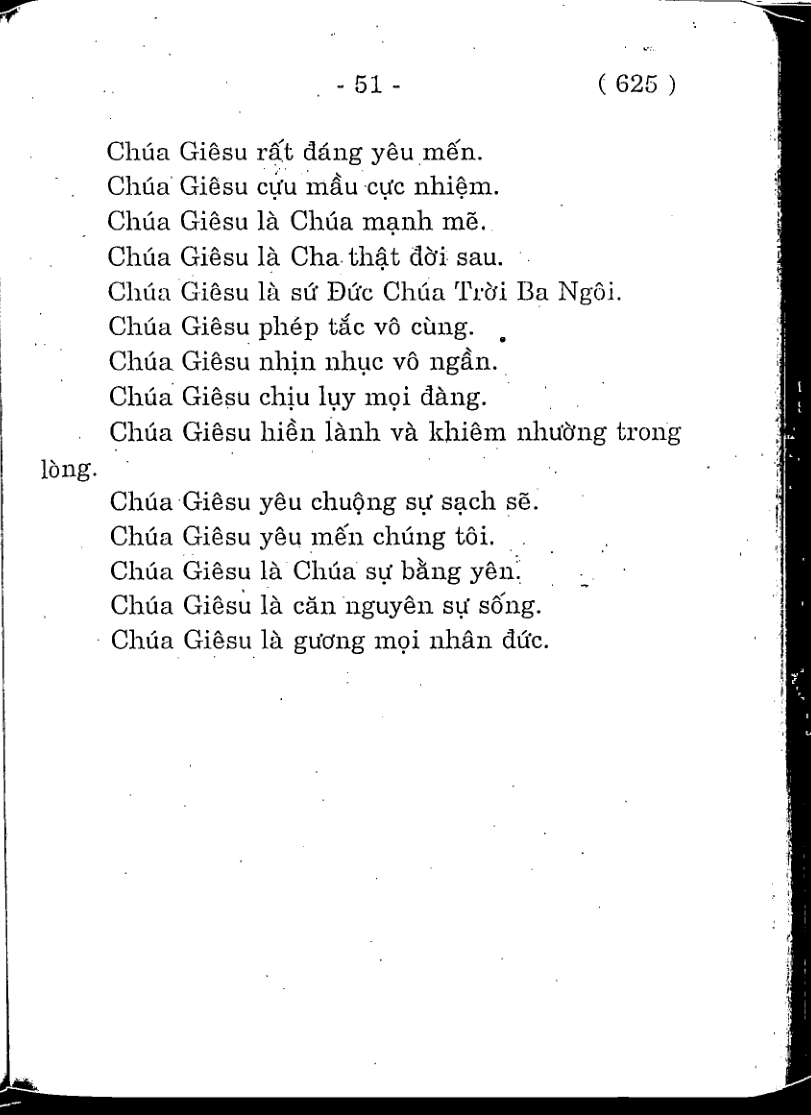 - 51 - ( 625 )
Chúa Giêsu rất đáng yêu mến.
Chúa Giêsu cựu mầu cực nhiệm.
Chúa Giêsu là Chúa mạnh mẽ.
Chúa Giêsu là Cha thật đời sau.
Chúa Giêsu là sứ Đức Chúa Trời Ba Ngôi.
Chúa Giêsu phép tắc vô cùng.
Chúa Giêsu nhịn nhục vô ngần.
Chúa Giêsu chịu lụy mọi đàng.
Chúa Giêsu hiền lành và khiêm nhường trong
lòng.
Chúa Giêsu yêu chuộng sự sạch sẽ.
Chúa Giêsu yêu mến chúng tôi.
Chúa Giêsu là Chúa sự bằng yên.
Chúa Giêsu là căn nguyên sự sống.
Chúa Giêsu là gương mọi nhân đức.